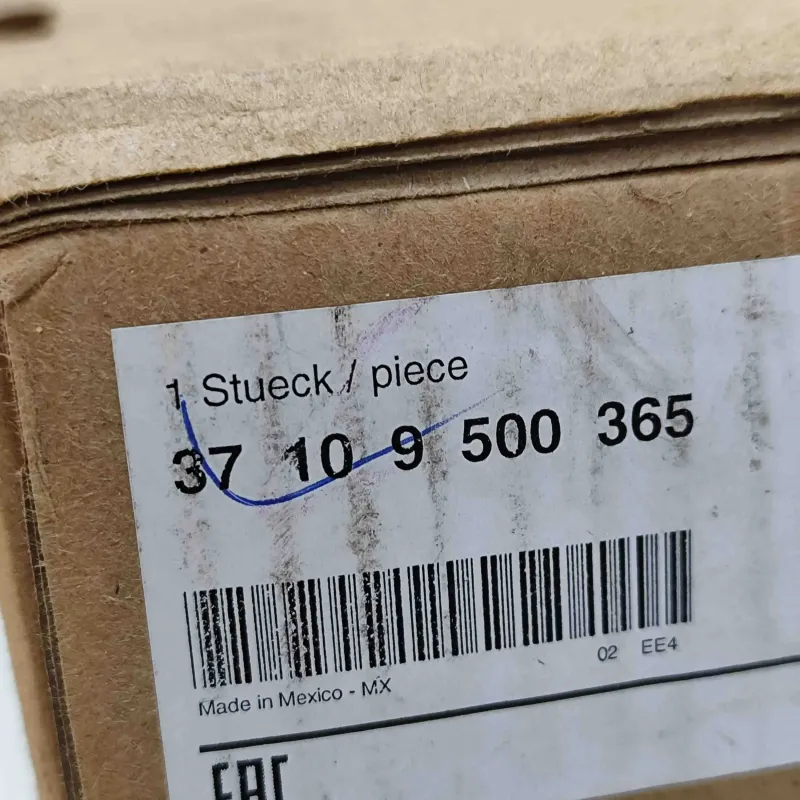 1 Stueck / piece
37 10 9 500 365
02 EE4
Made in Mexico - MX
EAC